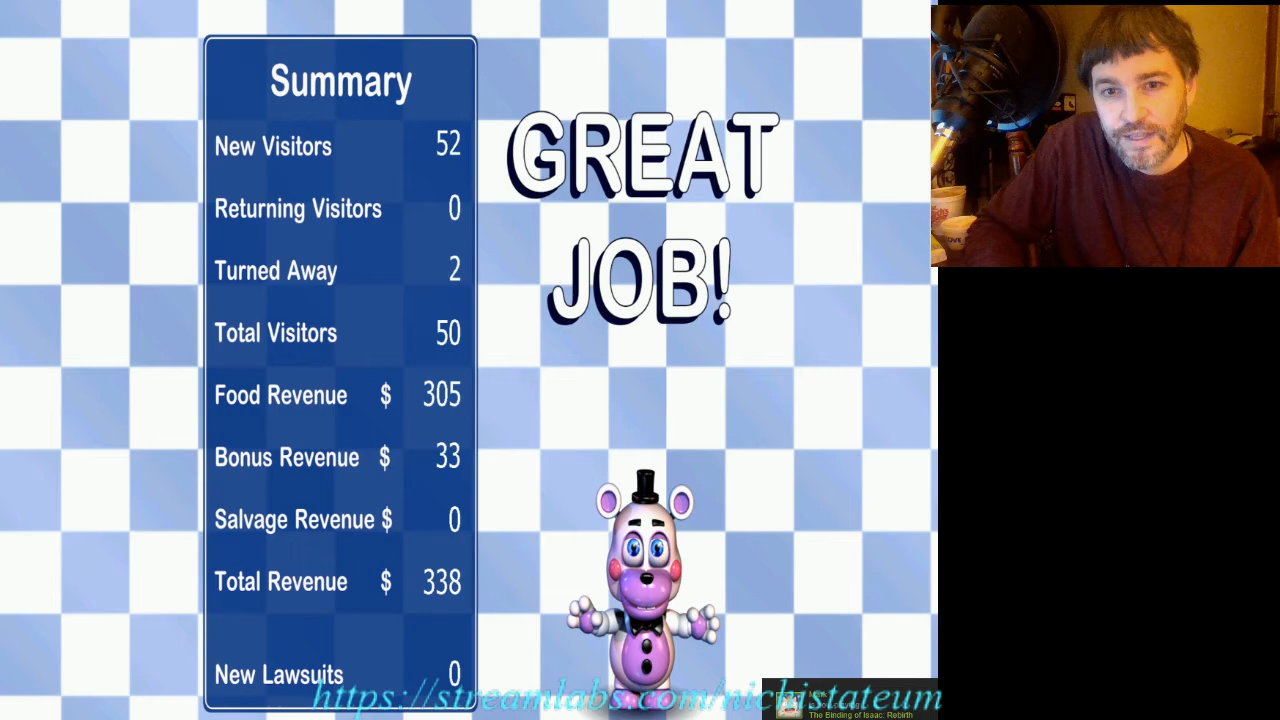 Summary
New Visitors 52
Returning Visitors 0
Turned Away 2
Total Visitors 50
Food Revenue $ 305
Bonus Revenue $ 33
Salvage Revenue $ 0
Total Revenue $ 338
New Lawsuits 0
GREAT
JOB!
https://streamlabs.com/nichistateum
The Binding of Isaac: Rebirth